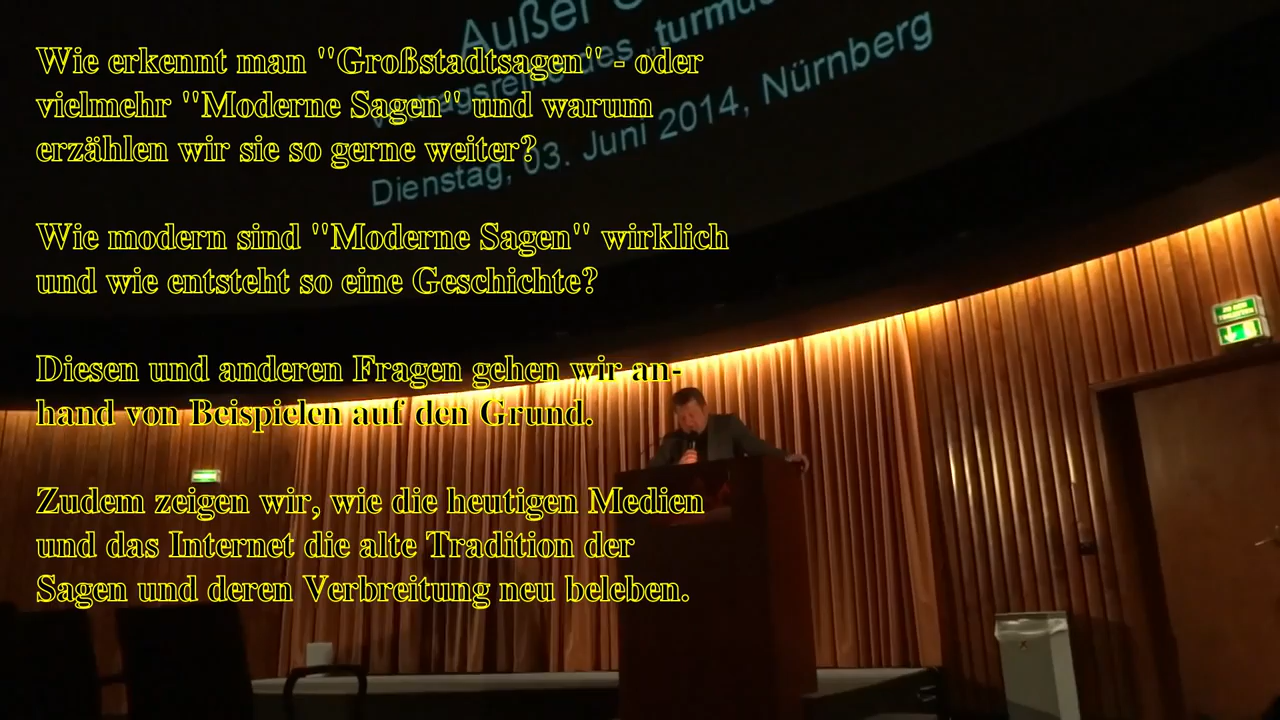 Außer
des "turmd
Dienstag, 03. Juni 2014, Nürnberg
Wie erkennt man "Großstadtsagen" - oder
vielmehr "Moderne Sagen" und warum
erzählen wir sie so gerne weiter?
Wie modern sind "Moderne Sagen" wirklich
und wie entsteht so eine Geschichte?
Diesen und anderen Fragen gehen wir an-
hand von Beispielen auf den Grund.
Zudem zeigen wir, wie die heutigen Medien
und das Internet die alte Tradition der
Sagen und deren Verbreitung neu beleben.